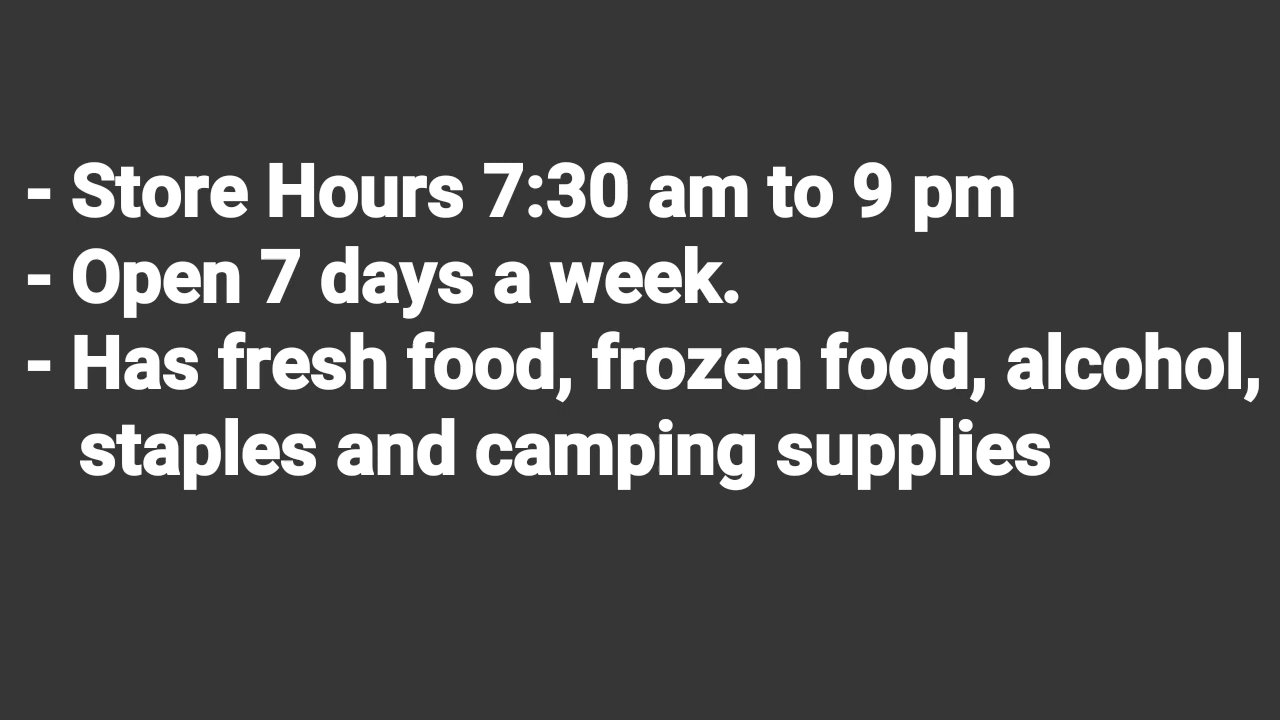 - Store Hours 7:30 am to 9 pm
- Open 7 days a week.
- Has fresh food, frozen food, alcohol,
staples and camping supplies